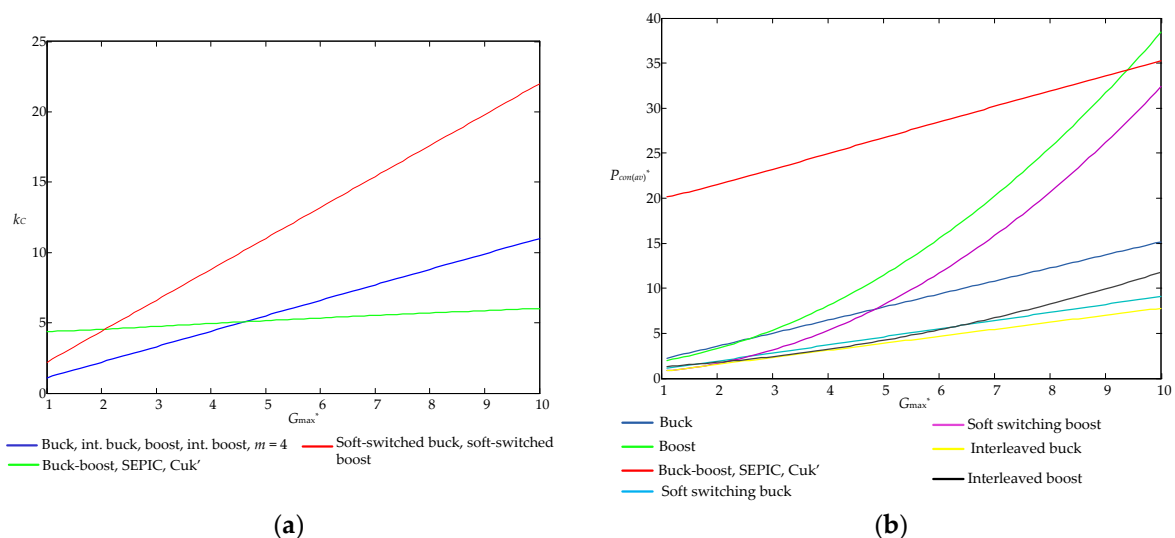 25
20
15
10
5
0
kC
1 2 3 4 5 6 7 8 9 10
Gmax*
Buck, int. buck, boost, int. boost, m = 4
Buck-boost, SEPIC, Cuk’
Soft-switched buck, soft-switched
boost
(a)
40
35
30
25
20
15
10
5
0
Pcon(av)*
1 2 3 4 5 6 7 8 9 10
Gmax*
Buck
Boost
Buck-boost, SEPIC, Cuk’
Soft switching buck
Soft switching boost
Interleaved buck
Interleaved boost
(b)